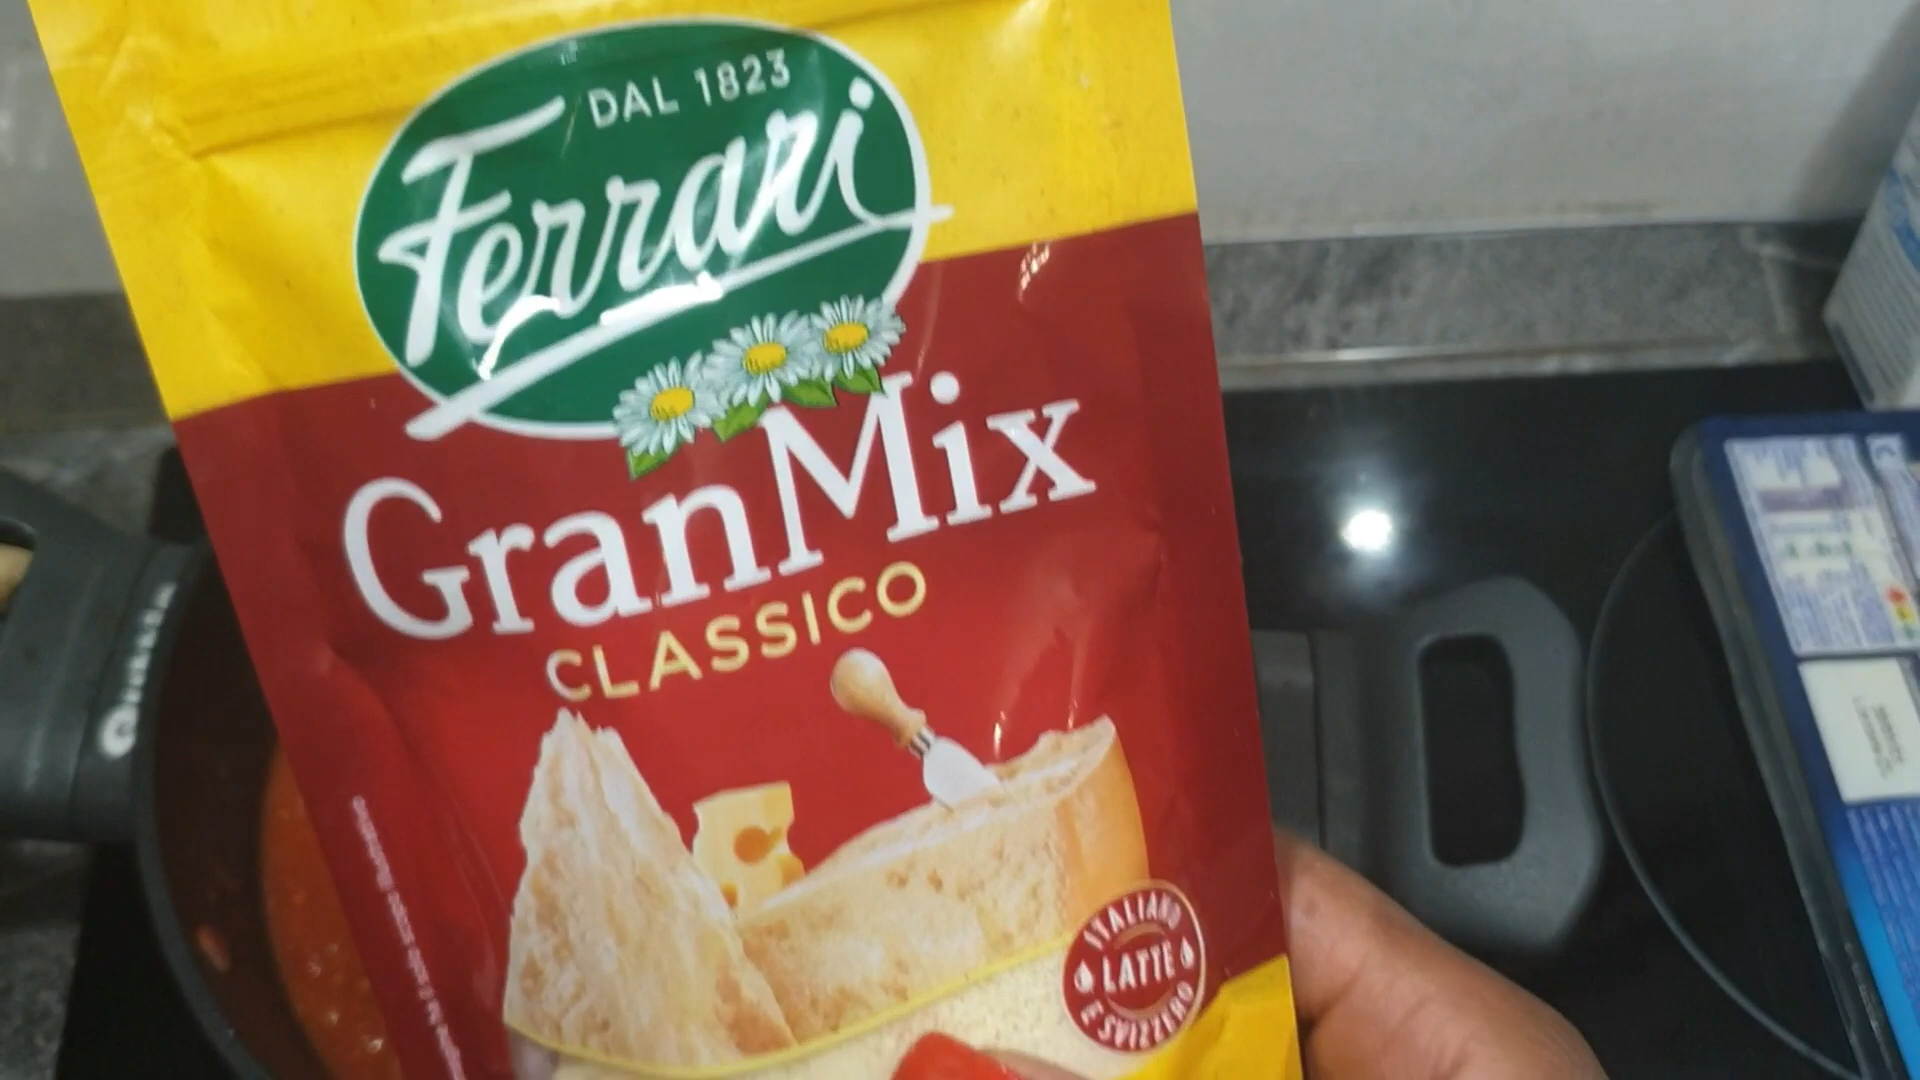 DAL 1823
Ferrari
GranMix
CLASSICO
ITALIANO
LATTE
E SVIZZERO